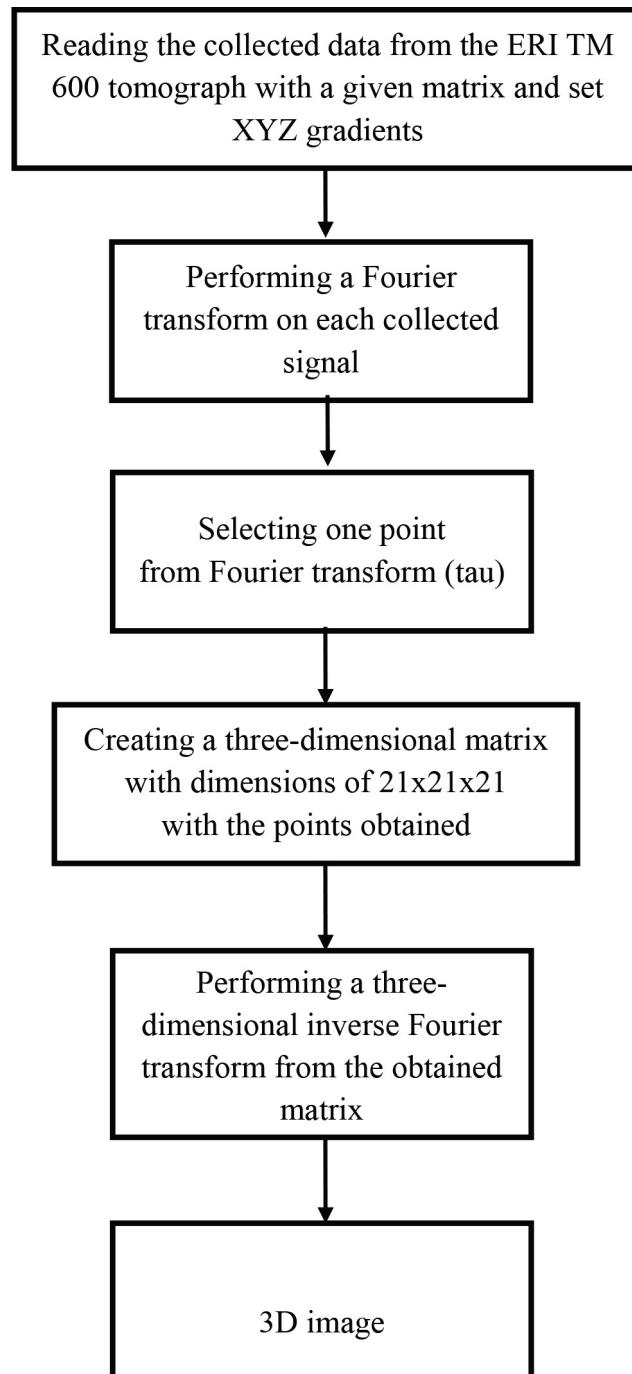 Reading the collected data from the ERI TM
600 tomograph with a given matrix and set
XYZ gradients
Performing a Fourier
transform on each collected
signal
Selecting one point
from Fourier transform (tau)
Creating a three-dimensional matrix
with dimensions of 21x21x21
with the points obtained
Performing a three-
dimensional inverse Fourier
transform from the obtained
matrix
3D image